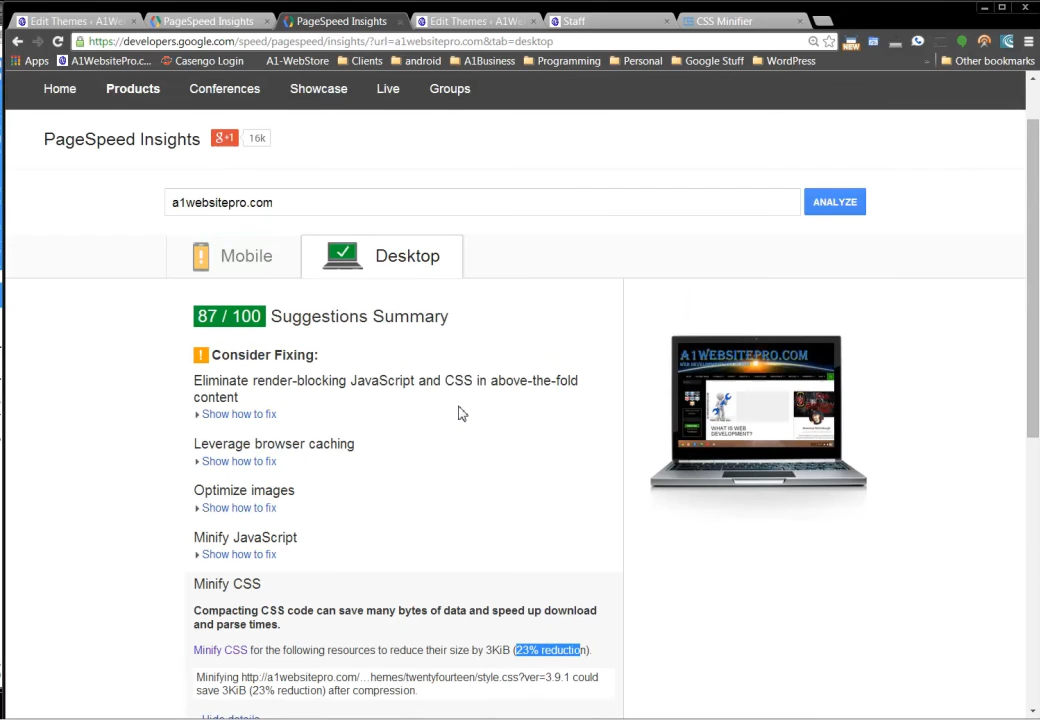 Edit Themes ‹ A1We
PageSpeed Insights
PageSpeed Insights
Edit Themes ‹ A1We
Staff
CSS Minifier
https://developers.google.com/speed/pagespeed/insights/?url=a1websitepro.com&tab=desktop
NEW
Apps
A1WebsitePro.c...
Casengo Login
A1-WebStore
Clients
android
A1Business
Programming
Personal
Google Stuff
WordPress
Other bookmarks
Home
Products
Conferences
Showcase
Live
Groups
PageSpeed Insights
g+1
16k
a1websitepro.com
ANALYZE
Mobile
Desktop
87 / 100 Suggestions Summary
! Consider Fixing:
Eliminate render-blocking JavaScript and CSS in above-the-fold
content
Show how to fix
Leverage browser caching
Show how to fix
Optimize images
Show how to fix
Minify JavaScript
Show how to fix
Minify CSS
Compacting CSS code can save many bytes of data and speed up download
and parse times.
Minify CSS for the following resources to reduce their size by 3KiB (23% reduction).
Minifying http://a1websitepro.com/…hemes/twentyfourteen/style.css?ver=3.9.1 could
save 3KiB (23% reduction) after compression.
Hide details
A1WEBSITEPRO.COM
WHAT IS WEB
DEVELOPMENT?